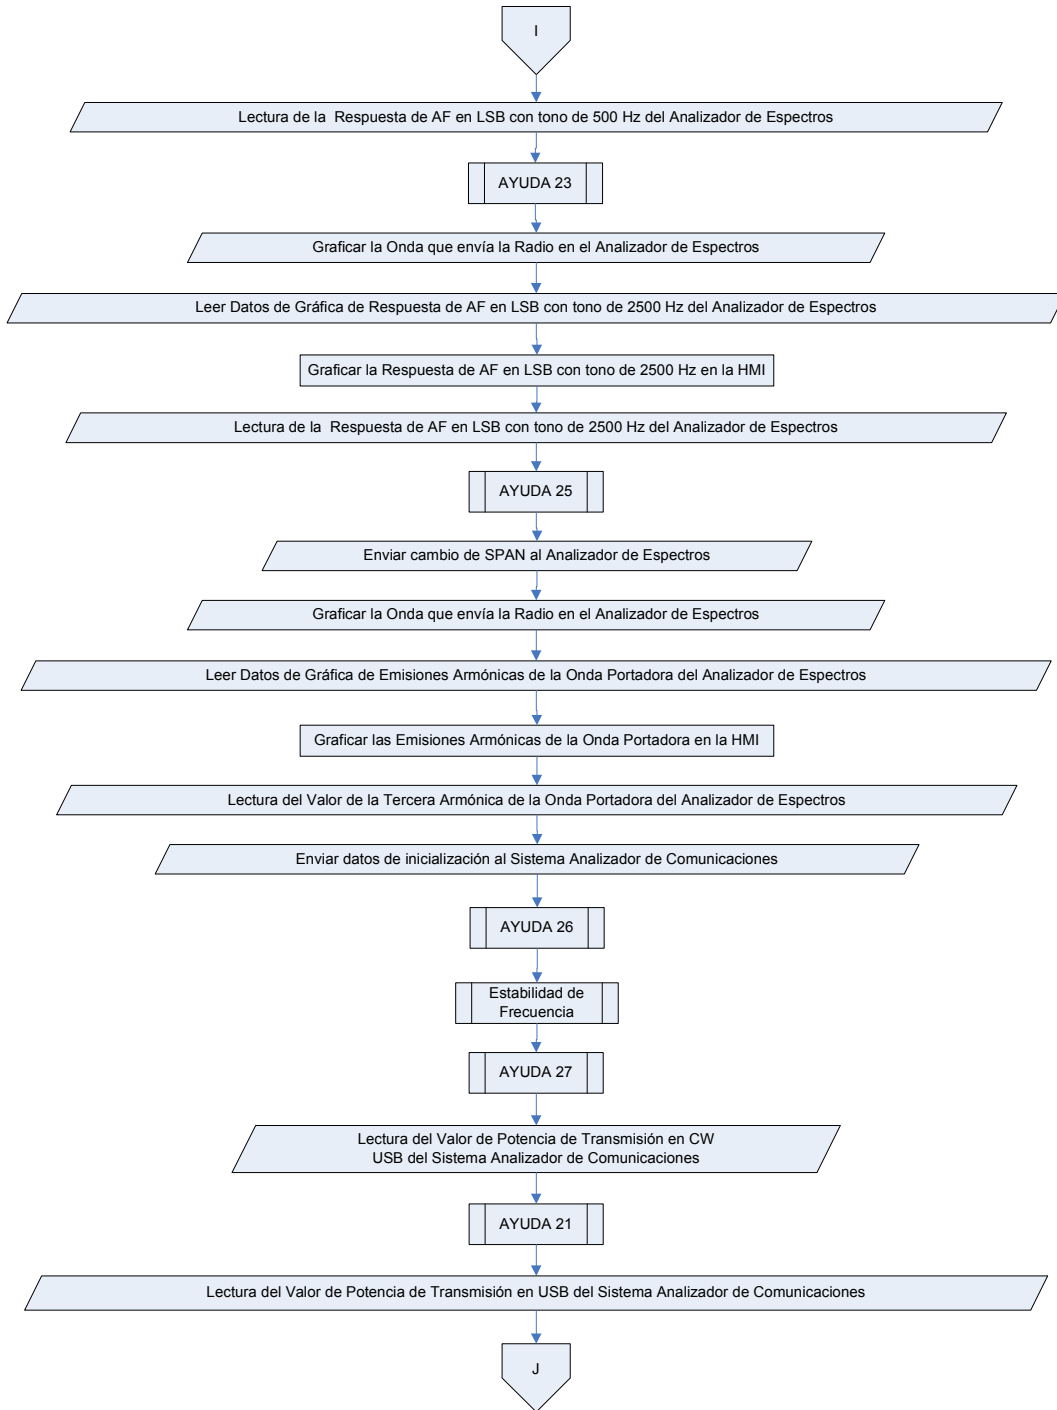 I
Lectura de la  Respuesta de AF en LSB con tono de 500 Hz del Analizador de Espectros
AYUDA 23
Graficar la Onda que envía la Radio en el Analizador de Espectros
Leer Datos de Gráfica de Respuesta de AF en LSB con tono de 2500 Hz del Analizador de Espectros
Graficar la Respuesta de AF en LSB con tono de 2500 Hz en la HMI
Lectura de la  Respuesta de AF en LSB con tono de 2500 Hz del Analizador de Espectros
AYUDA 25
Enviar cambio de SPAN al Analizador de Espectros
Graficar la Onda que envía la Radio en el Analizador de Espectros
Leer Datos de Gráfica de Emisiones Armónicas de la Onda Portadora del Analizador de Espectros
Graficar las Emisiones Armónicas de la Onda Portadora en la HMI
Lectura del Valor de la Tercera Armónica de la Onda Portadora del Analizador de Espectros
Enviar datos de inicialización al Sistema Analizador de Comunicaciones
AYUDA 26
Estabilidad de
Frecuencia
AYUDA 27
Lectura del Valor de Potencia de Transmisión en CW
USB del Sistema Analizador de Comunicaciones
AYUDA 21
Lectura del Valor de Potencia de Transmisión en USB del Sistema Analizador de Comunicaciones
J